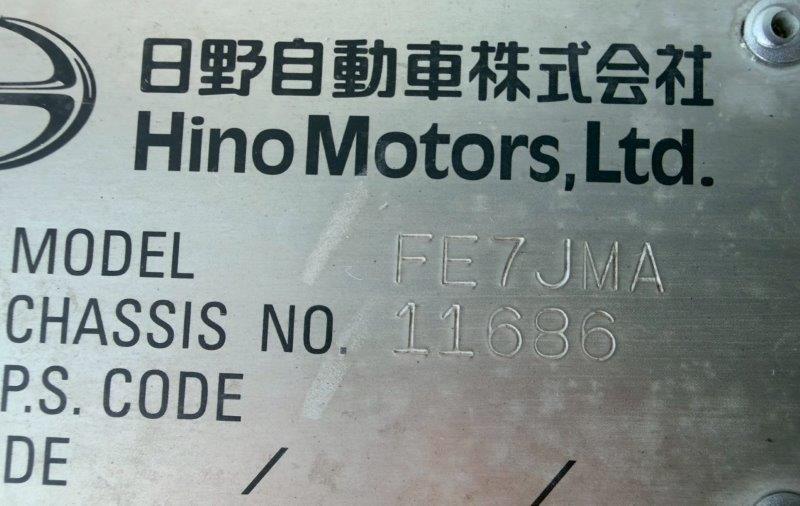 日野自動車株式会社
Hino Motors, Ltd.
MODEL FE7JMA
CHASSIS NO. 11686
P.S. CODE
DE / /